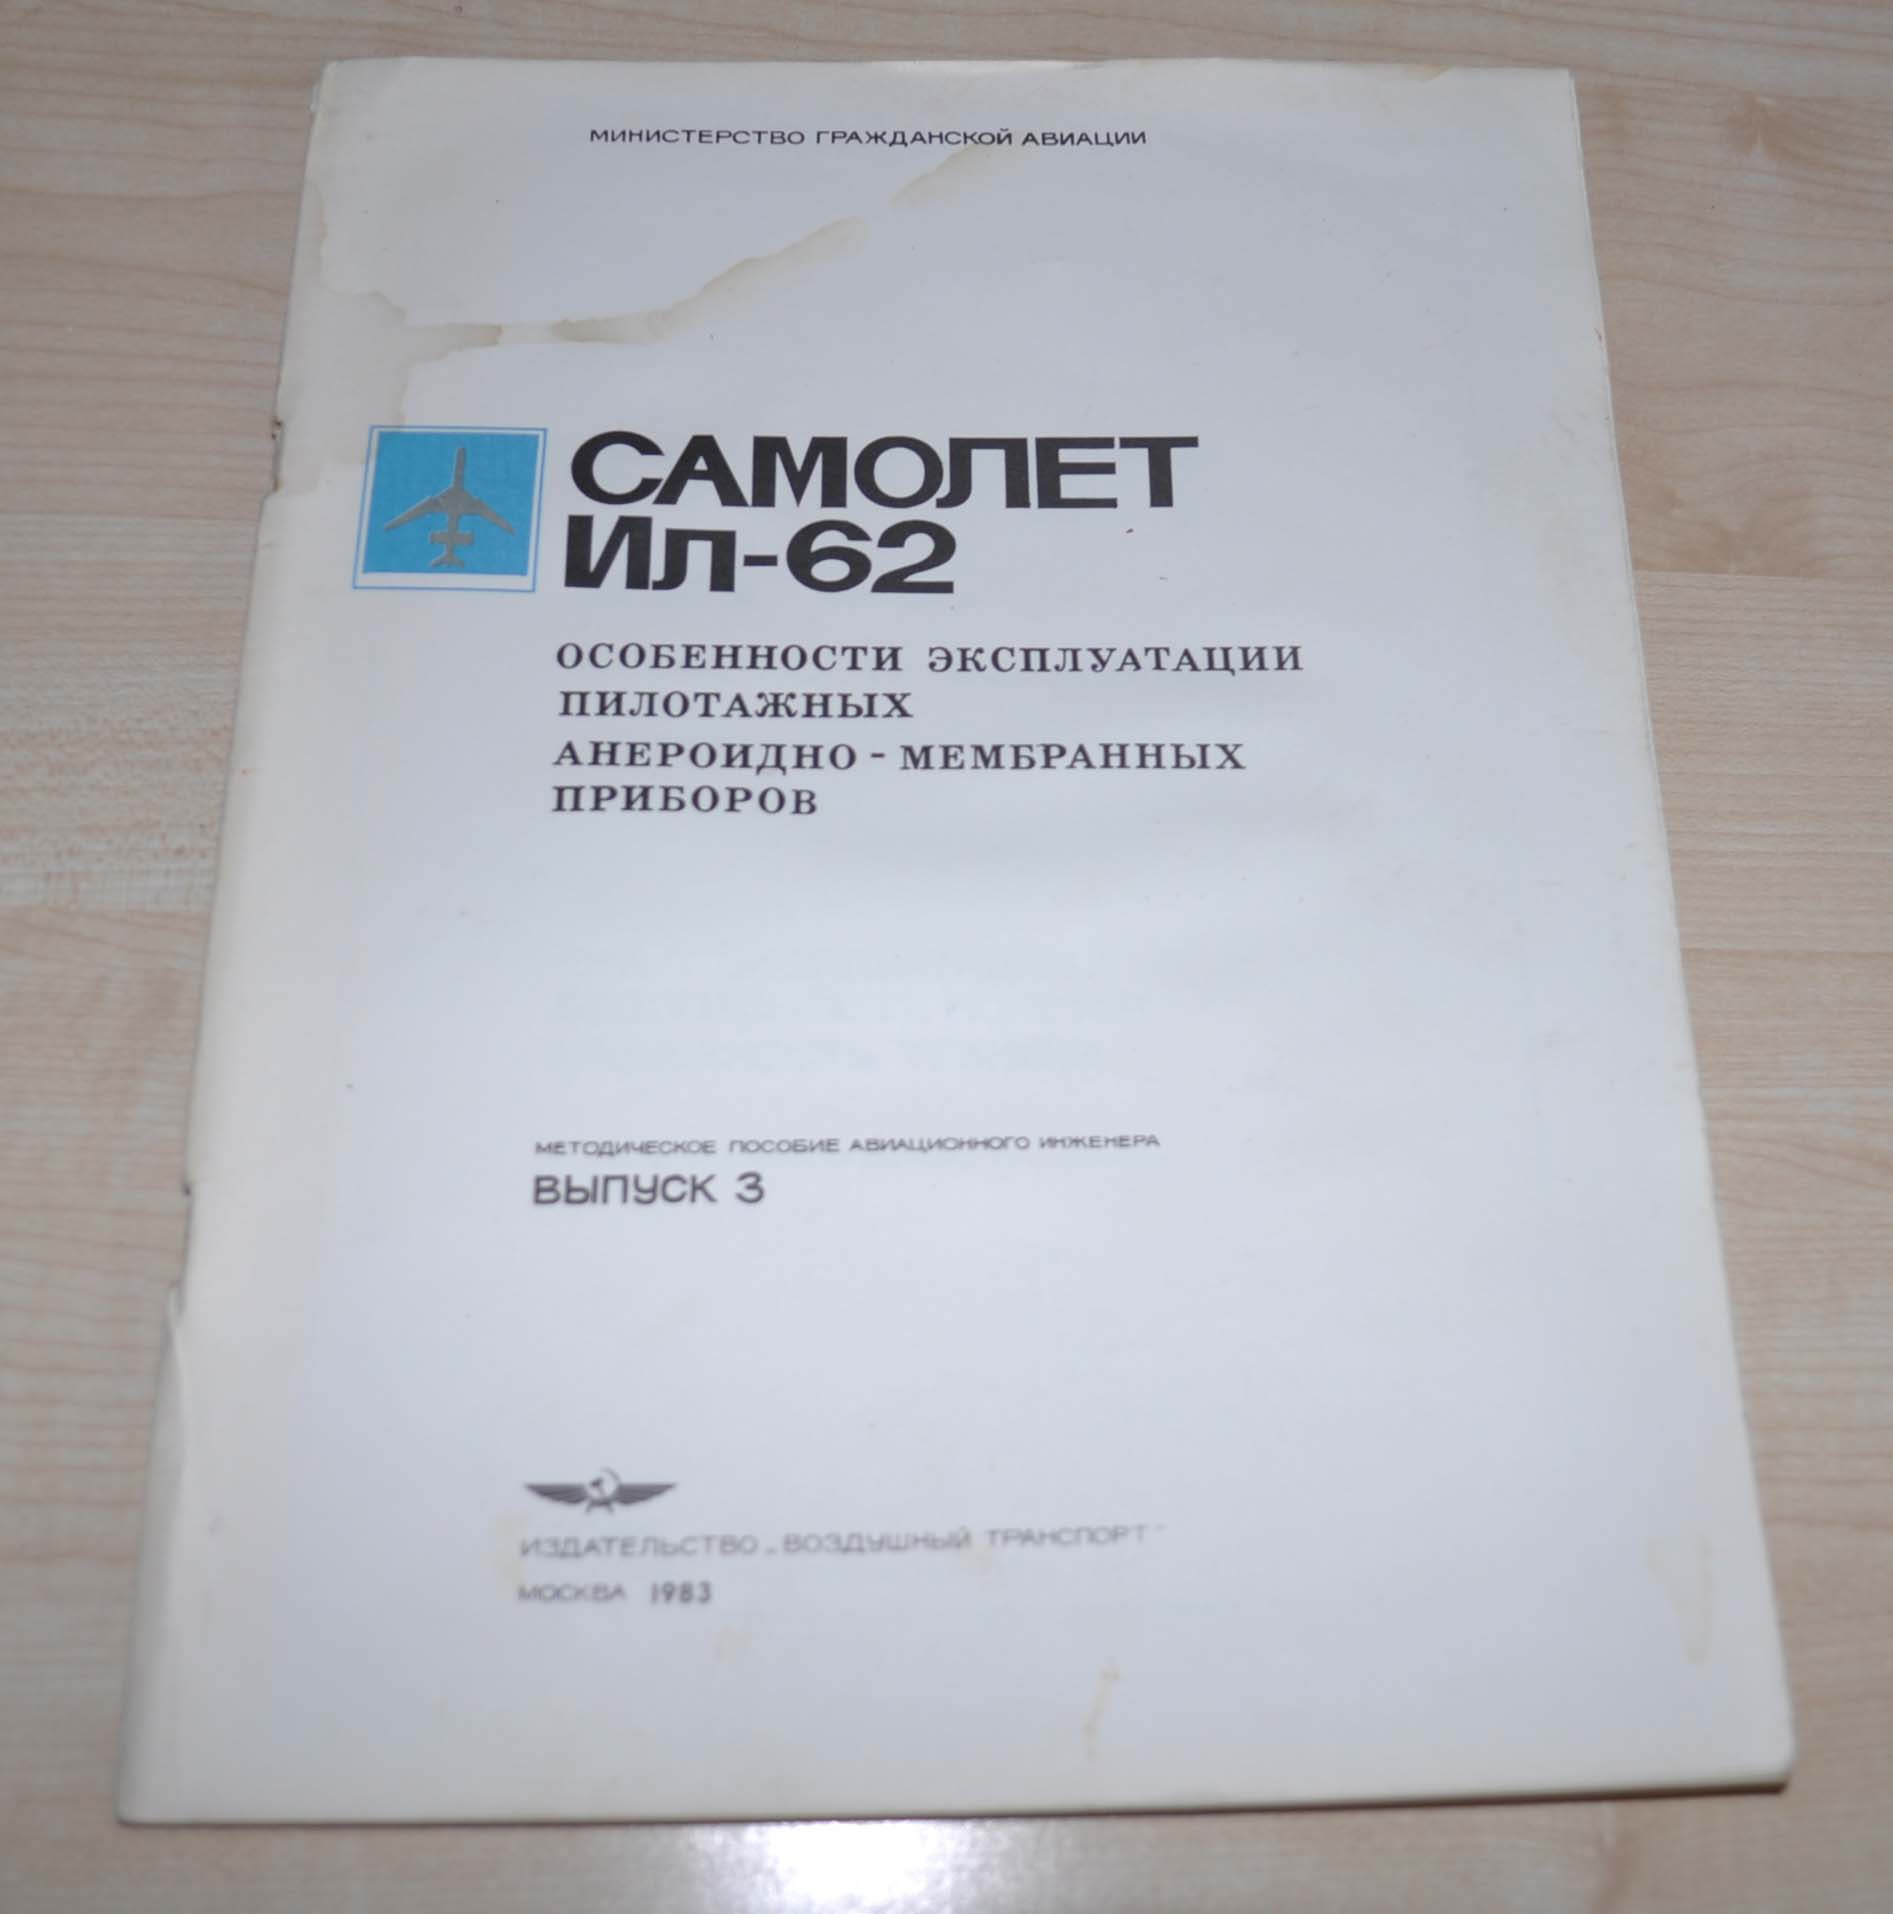 МИНИСТЕРСТВО ГРАЖДАНСКОЙ АВИАЦИИ
САМОЛЕТ
Ил-62
ОСОБЕННОСТИ ЭКСПЛУАТАЦИИ
ПИЛОТАЖНЫХ
АНЕРОИДНО - МЕМБРАННЫХ
ПРИБОРОВ
МЕТОДИЧЕСКОЕ ПОСОБИЕ АВИАЦИОННОГО ИНЖЕНЕРА
ВЫПУСК 3
ИЗДАТЕЛЬСТВО „ВОЗДУШНЫЙ ТРАНСПОРТ"
МОСКВА 1983